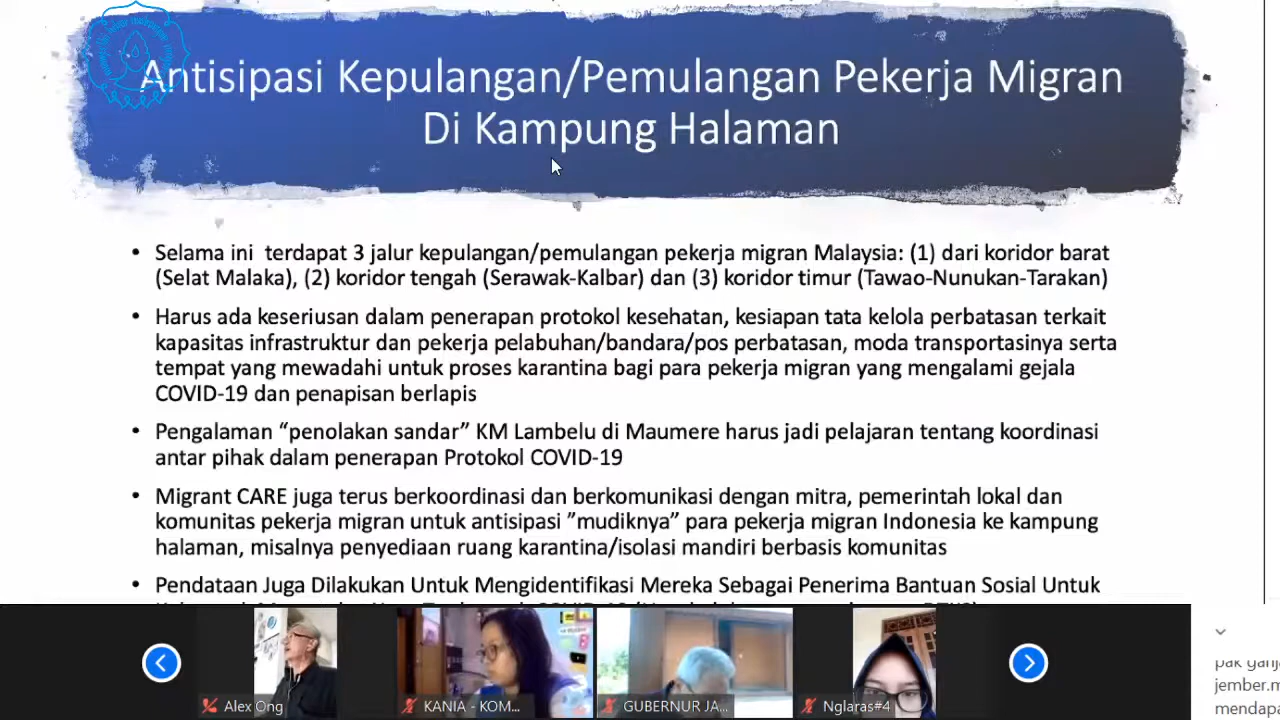 Antisipasi Kepulangan/Pemulangan Pekerja Migran
Di Kampung Halaman
• Selama ini terdapat 3 jalur kepulangan/pemulangan pekerja migran Malaysia: (1) dari koridor barat
(Selat Malaka), (2) koridor tengah (Serawak-Kalbar) dan (3) koridor timur (Tawao-Nunukan-Tarakan)
• Harus ada keseriusan dalam penerapan protokol kesehatan, kesiapan tata kelola perbatasan terkait
kapasitas infrastruktur dan pekerja pelabuhan/bandara/pos perbatasan, moda transportasinya serta
tempat yang mewadahi untuk proses karantina bagi para pekerja migran yang mengalami gejala
COVID-19 dan penapisan berlapis
• Pengalaman “penolakan sandar” KM Lambelu di Maumere harus jadi pelajaran tentang koordinasi
antar pihak dalam penerapan Protokol COVID-19
• Migrant CARE juga terus berkoordinasi dan berkomunikasi dengan mitra, pemerintah lokal dan
komunitas pekerja migran untuk antisipasi ”mudiknya” para pekerja migran Indonesia ke kampung
halaman, misalnya penyediaan ruang karantina/isolasi mandiri berbasis komunitas
• Pendataan Juga Dilakukan Untuk Mengidentifikasi Mereka Sebagai Penerima Bantuan Sosial Untuk
Alex Ong
KANIA - KOM...
GUBERNUR JA...
Nglaras#4
jember.m
mendapa